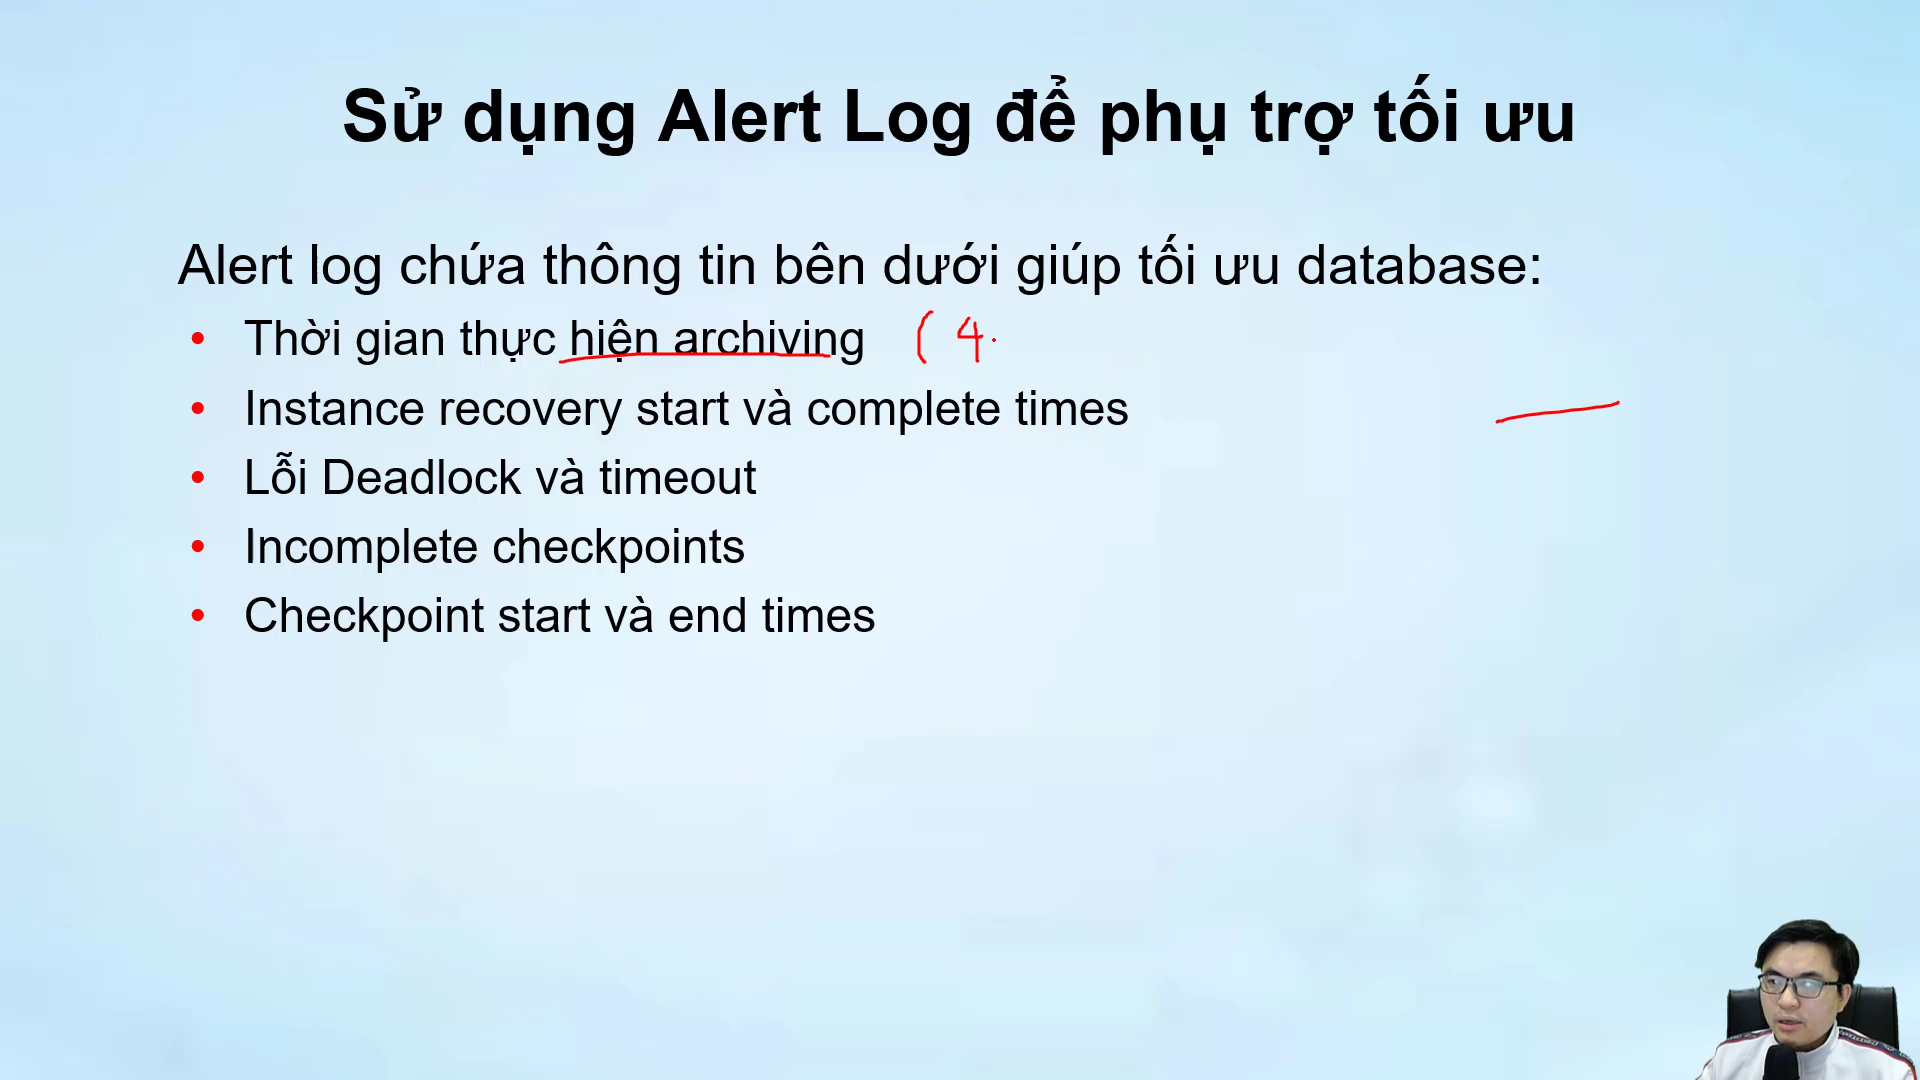 Sử dụng Alert Log để phụ trợ tối ưu
Alert log chứa thông tin bên dưới giúp tối ưu database:
• Thời gian thực hiện archiving ( 4.
• Instance recovery start và complete times
• Lỗi Deadlock và timeout
• Incomplete checkpoints
• Checkpoint start và end times